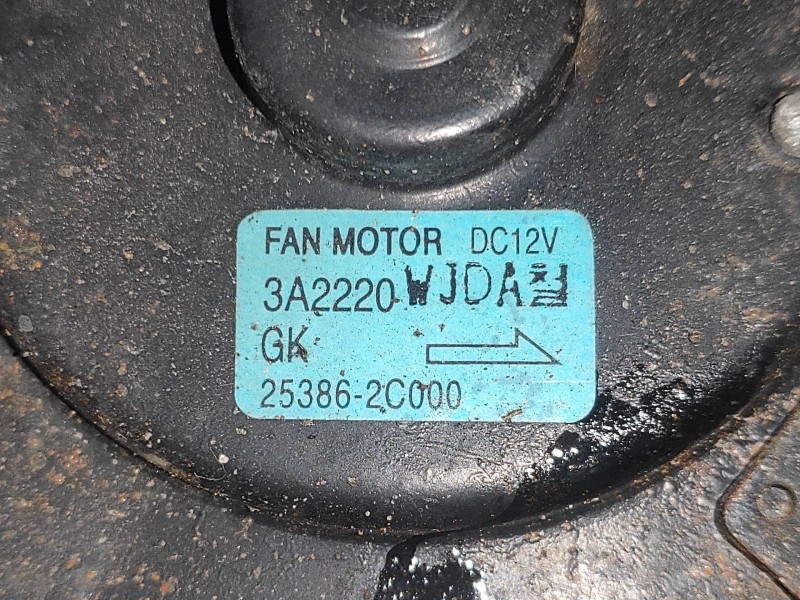 FAN MOTOR DC12V
3A2220 WJDA
GK
25386-2C000